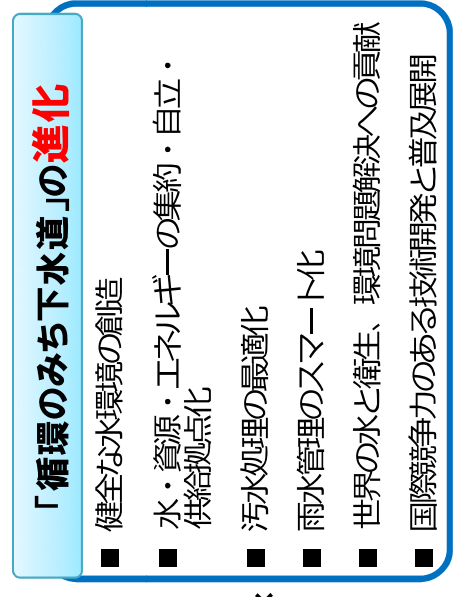 「循環のみち下水道」の進化
■ 健全な水環境の創造
■ 水・資源・エネルギーの集約・自立・
供給拠点化
■ 汚水処理の最適化
■ 雨水管理のスマート化
■ 世界の水と衛生、環境問題解決への貢献
■ 国際競争力のある技術開発と普及展開